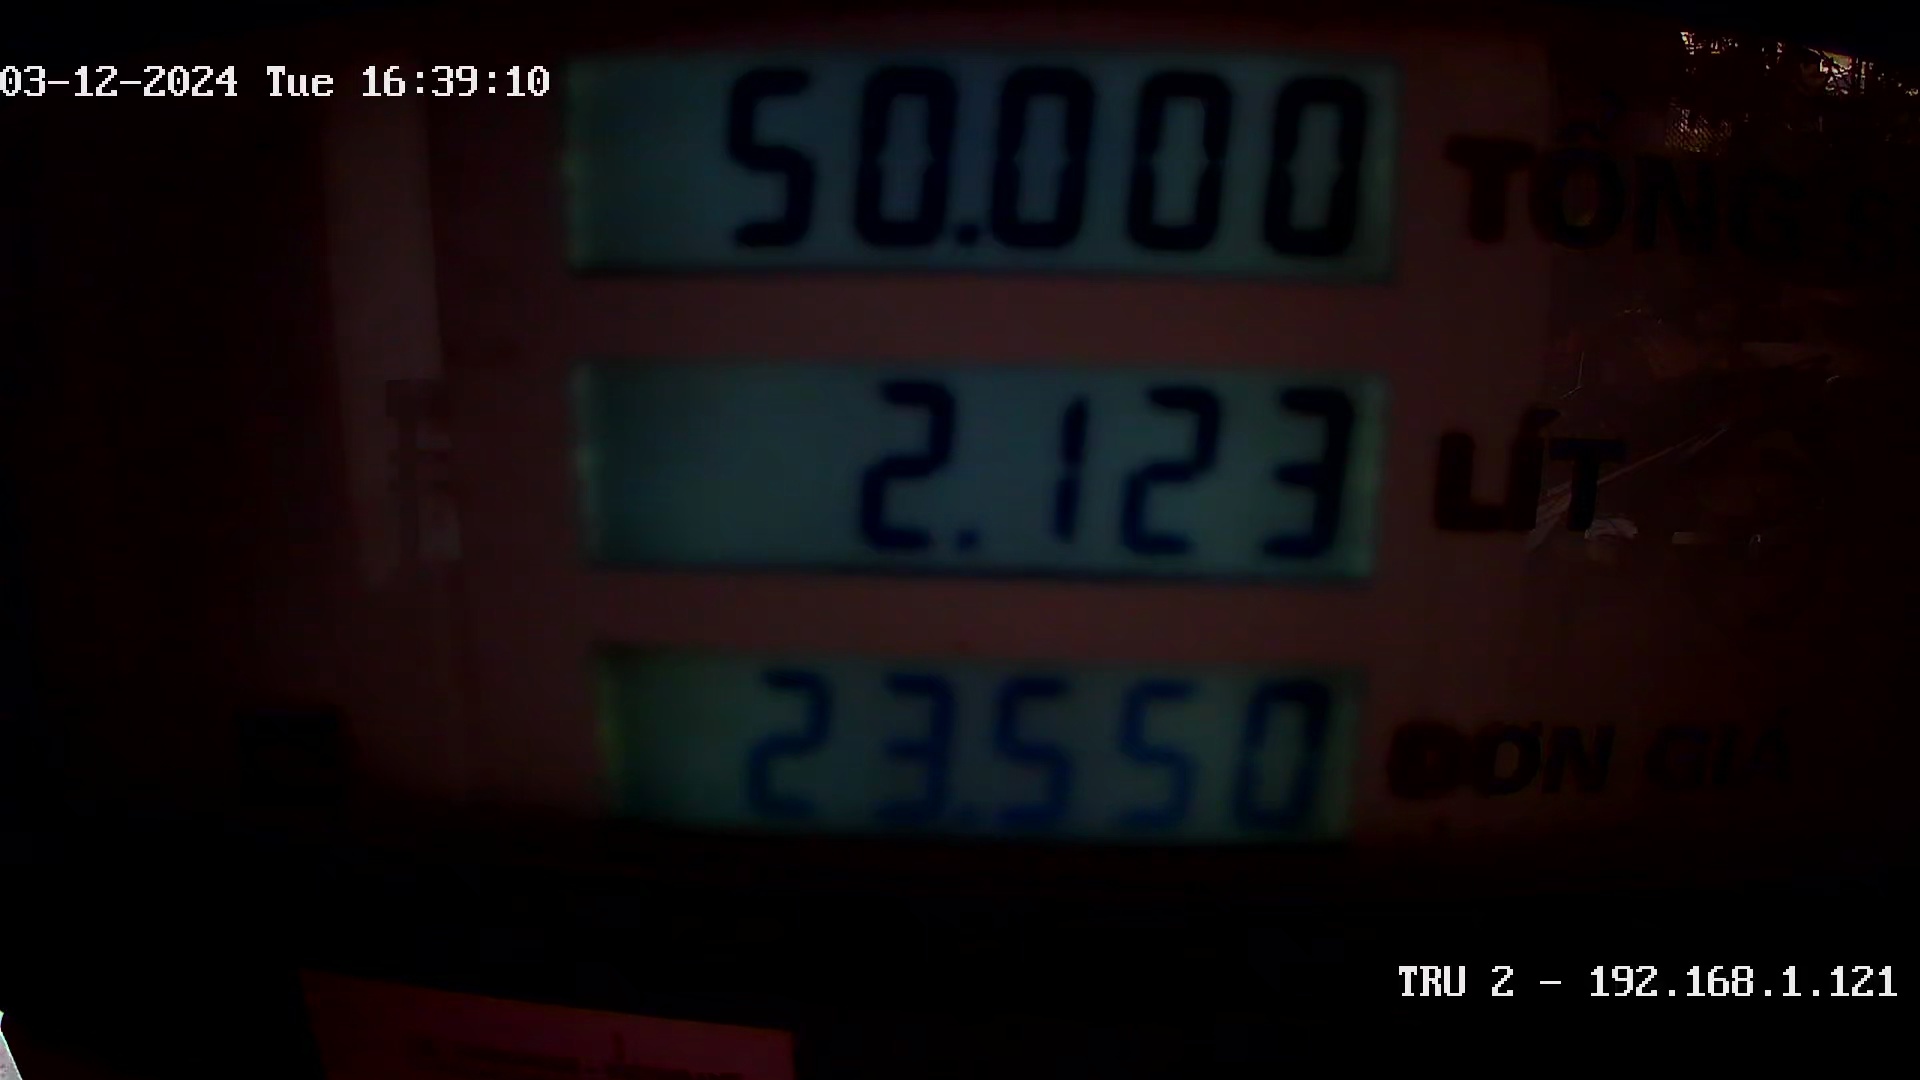 03-12-2024 Tue 16:39:10
50.000
TỔNG S
2.123
LÍT
23.550
ĐƠN GIÁ
TRU 2 - 192.168.1.121